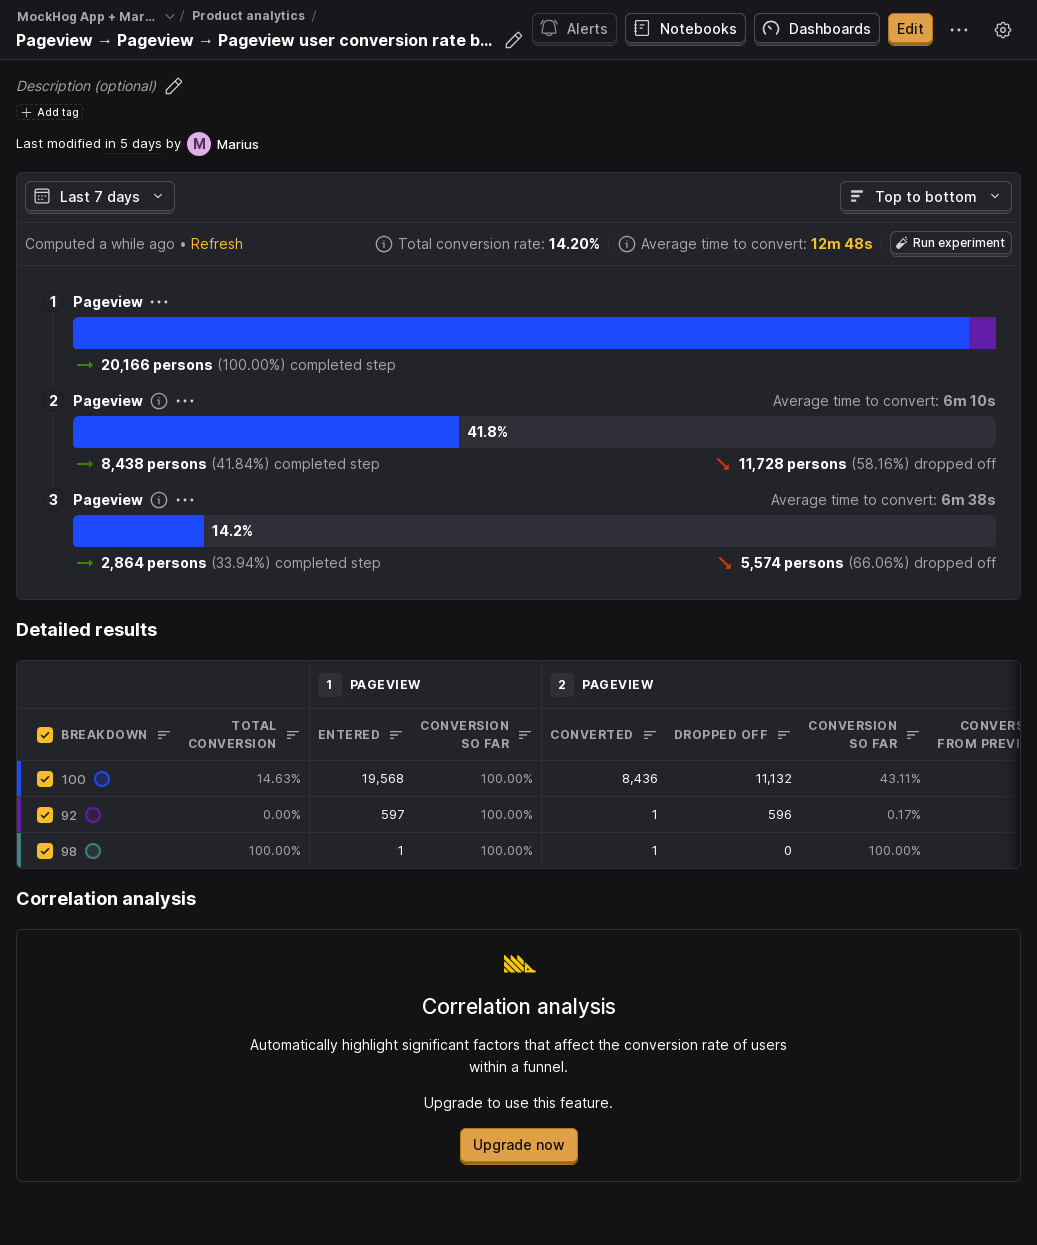 MockHog App + Mar... / Product analytics /
Pageview → Pageview → Pageview user conversion rate b...
Alerts
Notebooks
Dashboards
Edit
Description (optional)
Add tag
Last modified in 5 days by M Marius
Last 7 days
Top to bottom
Computed a while ago • Refresh
Total conversion rate: 14.20%
Average time to convert: 12m 48s
Run experiment
1 Pageview
20,166 persons (100.00%) completed step
2 Pageview
Average time to convert: 6m 10s
41.8%
8,438 persons (41.84%) completed step
11,728 persons (58.16%) dropped off
3 Pageview
Average time to convert: 6m 38s
14.2%
2,864 persons (33.94%) completed step
5,574 persons (66.06%) dropped off
Detailed results
1 PAGEVIEW
2 PAGEVIEW
BREAKDOWN
TOTAL
CONVERSION
ENTERED
CONVERSION
SO FAR
CONVERTED
DROPPED OFF
CONVERSION
SO FAR
CONVERS
FROM PREVI
100 14.63% 19,568 100.00% 8,436 11,132 43.11%
92 0.00% 597 100.00% 1 596 0.17%
98 100.00% 1 100.00% 1 0 100.00%
Correlation analysis
Correlation analysis
Automatically highlight significant factors that affect the conversion rate of users
within a funnel.
Upgrade to use this feature.
Upgrade now